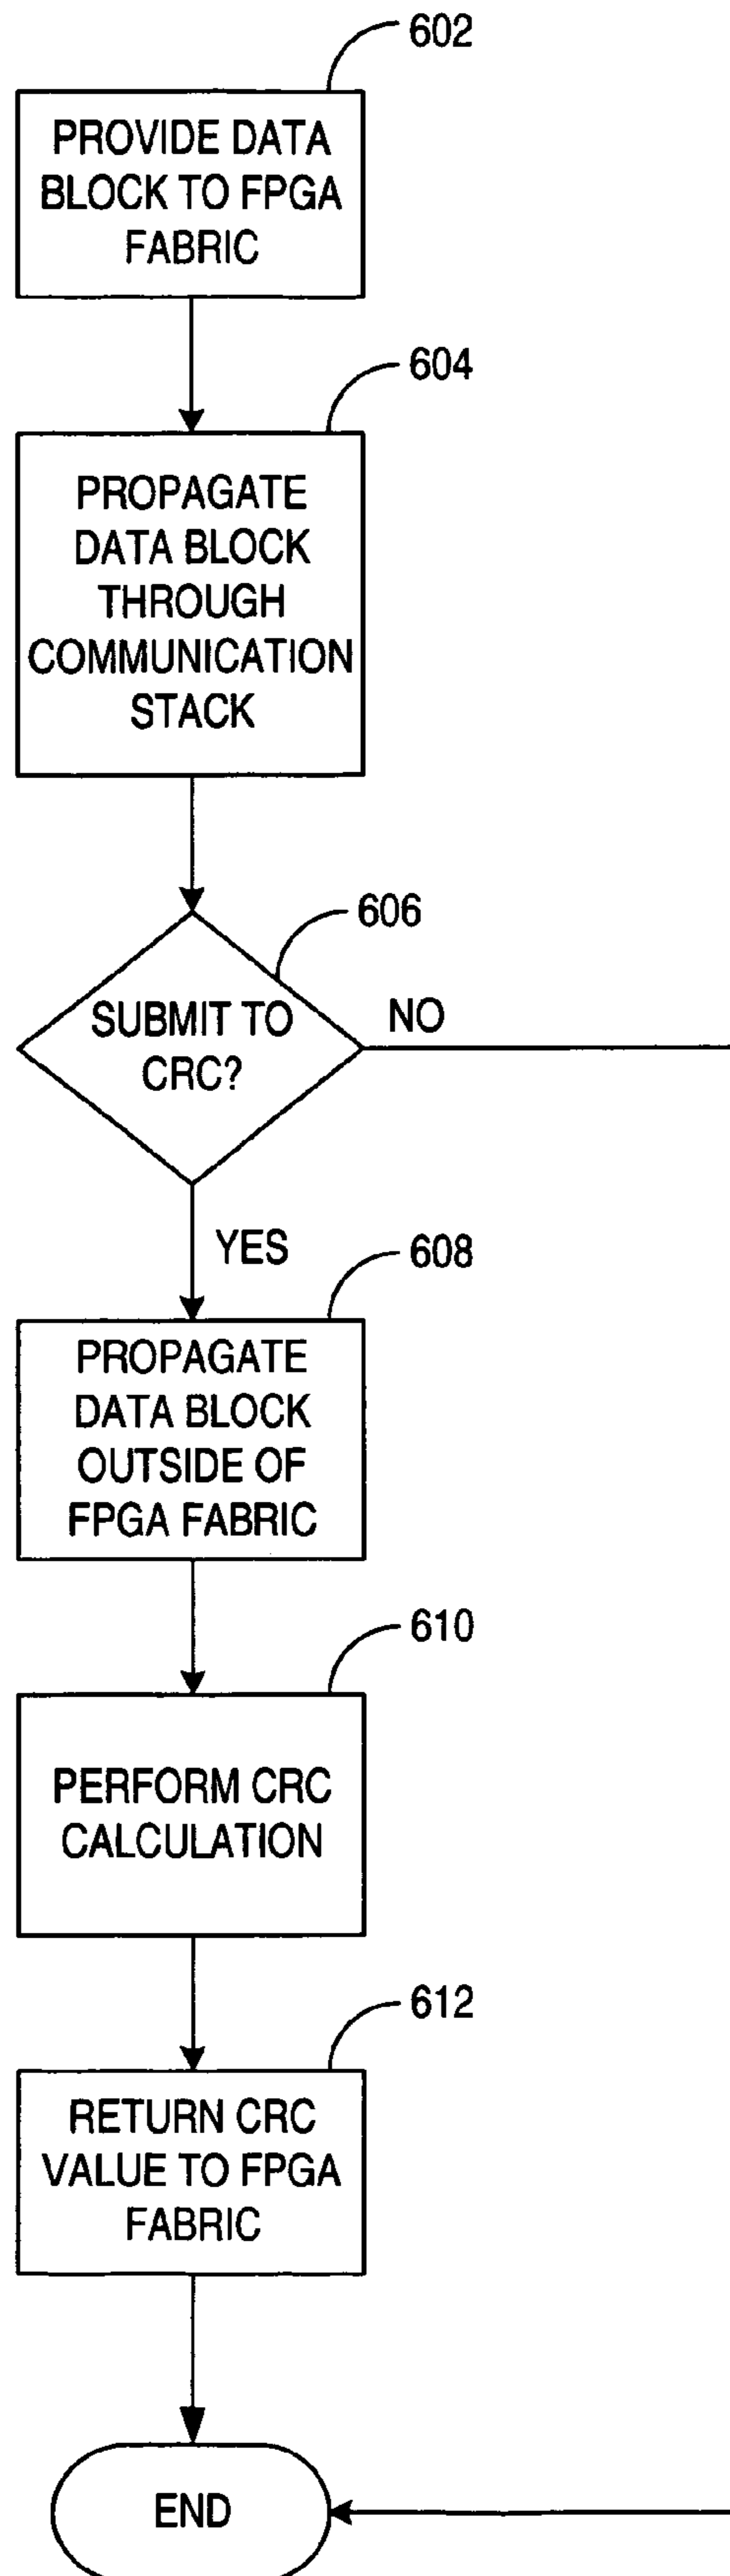 602
PROVIDE DATA
BLOCK TO FPGA
FABRIC
604
PROPAGATE
DATA BLOCK
THROUGH
COMMUNICATION
STACK
606
SUBMIT TO
CRC?
NO
YES
608
PROPAGATE
DATA BLOCK
OUTSIDE OF
FPGA FABRIC
610
PERFORM CRC
CALCULATION
612
RETURN CRC
VALUE TO FPGA
FABRIC
END